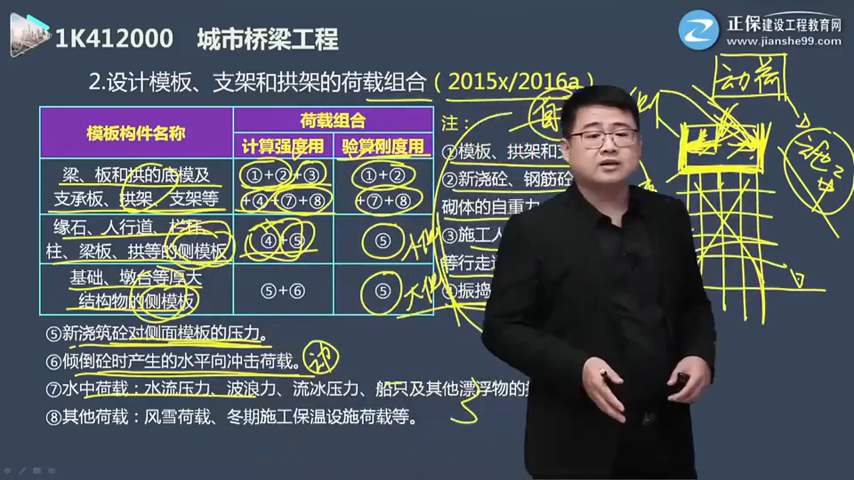 1K412000 城市桥梁工程
正保建设工程教育网
www.jianshe99.com
2.设计模板、支架和拱架的荷载组合（2015x/2016a）
动荷
模板构件名称
荷载组合
计算强度用
验算刚度用
梁、板和拱的底模及
支承板、拱架、支架等
①+②+③
+④+⑦+⑧
①+②
+⑦+⑧
缘石、人行道、栏杆、
柱、梁板、拱等的侧模板
④+⑤
⑤
基础、墩台等厚大
结构物的侧模板
⑤+⑥
⑤
注：
①模板、拱架和支
②新浇砼、钢筋砼
砌体的自重力
③施工人
等行走运
④振捣
⑤新浇筑砼对侧面模板的压力。
⑥倾倒砼时产生的水平向冲击荷载。
动
⑦水中荷载：水流压力、波浪力、流冰压力、船只及其他漂浮物的
⑧其他荷载：风雪荷载、冬期施工保温设施荷载等。